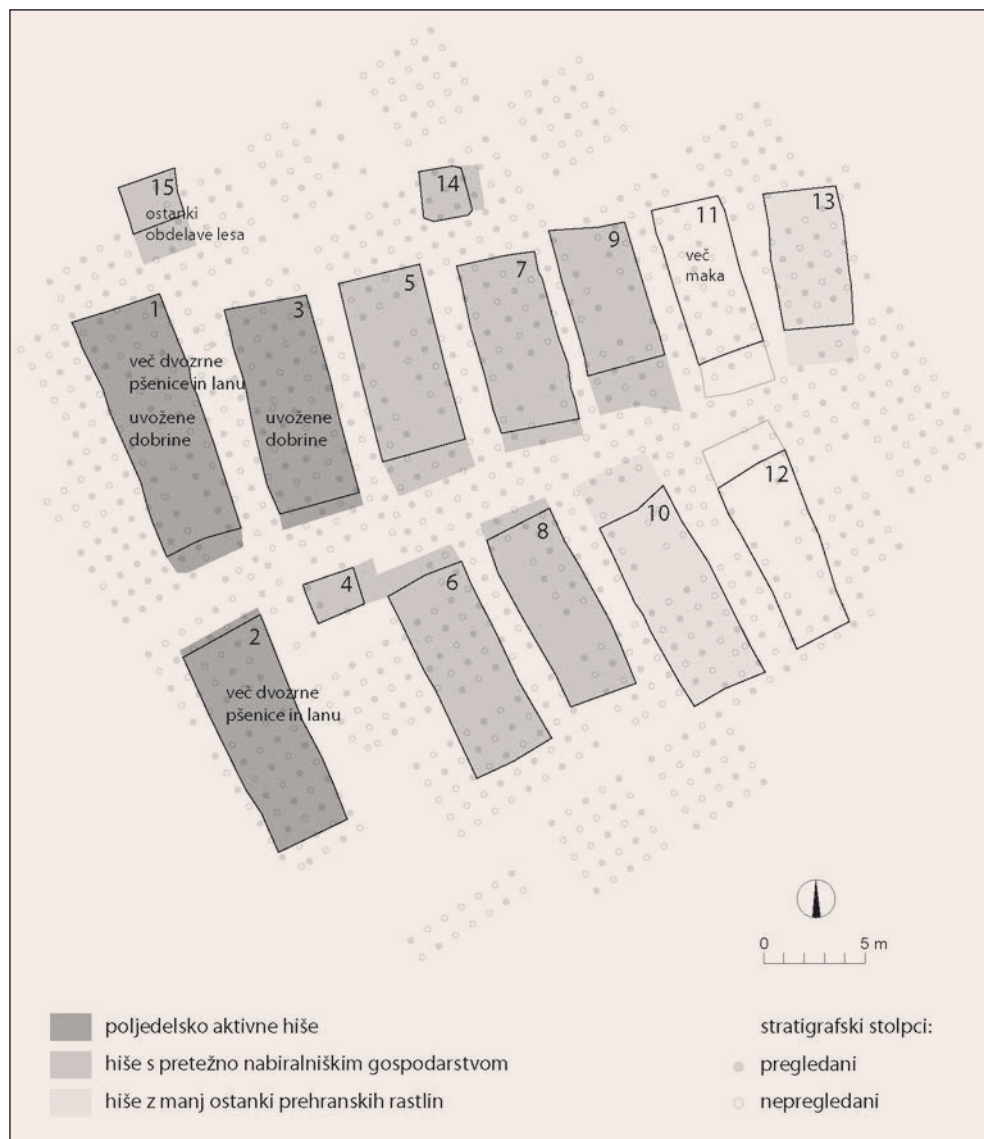 15
ostanki
obdelave lesa
14
13
11
več
maka
9
7
5
3
uvožene
dobrine
1
več dvozrne
pšenice in lanu
uvožene
dobrine
12
10
8
6
4
2
več dvozrne
pšenice in lanu
0 5 m
poljedelsko aktivne hiše
hiše s pretežno nabiralniškim gospodarstvom
hiše z manj ostanki prehranskih rastlin
stratigrafski stolpci:
pregledani
nepregledani